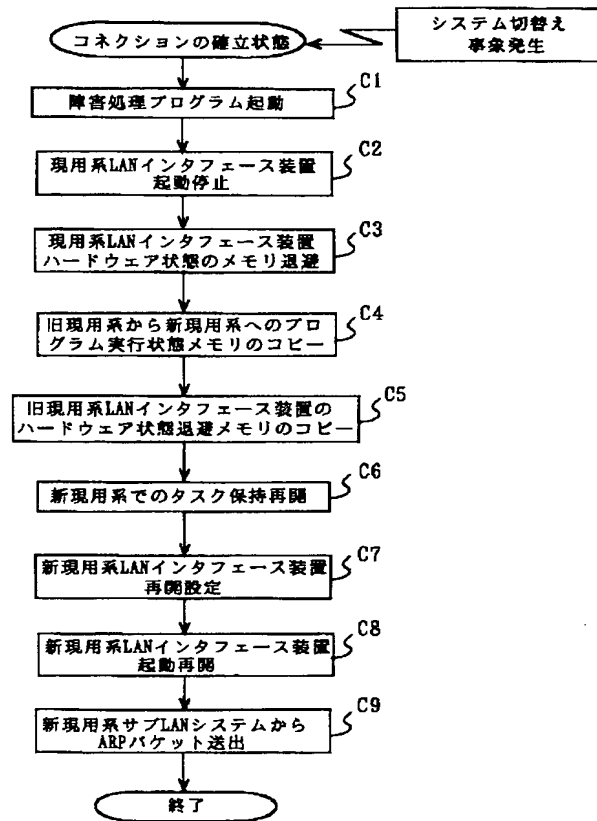 システム切替え
事象発生
コネクションの確立状態
C1
障害処理プログラム起動
C2
現用系LANインタフェース装置
起動停止
C3
現用系LANインタフェース装置
ハードウェア状態のメモリ退避
C4
旧現用系から新現用系へのプロ
グラム実行状態メモリのコピー
C5
旧現用系LANインタフェース装置の
ハードウェア状態退避メモリのコピー
C6
新現用系でのタスク保持再開
C7
新現用系LANインタフェース装置
再開設定
C8
新現用系LANインタフェース装置
起動再開
C9
新現用系サブLANシステムから
ARPパケット送出
終了